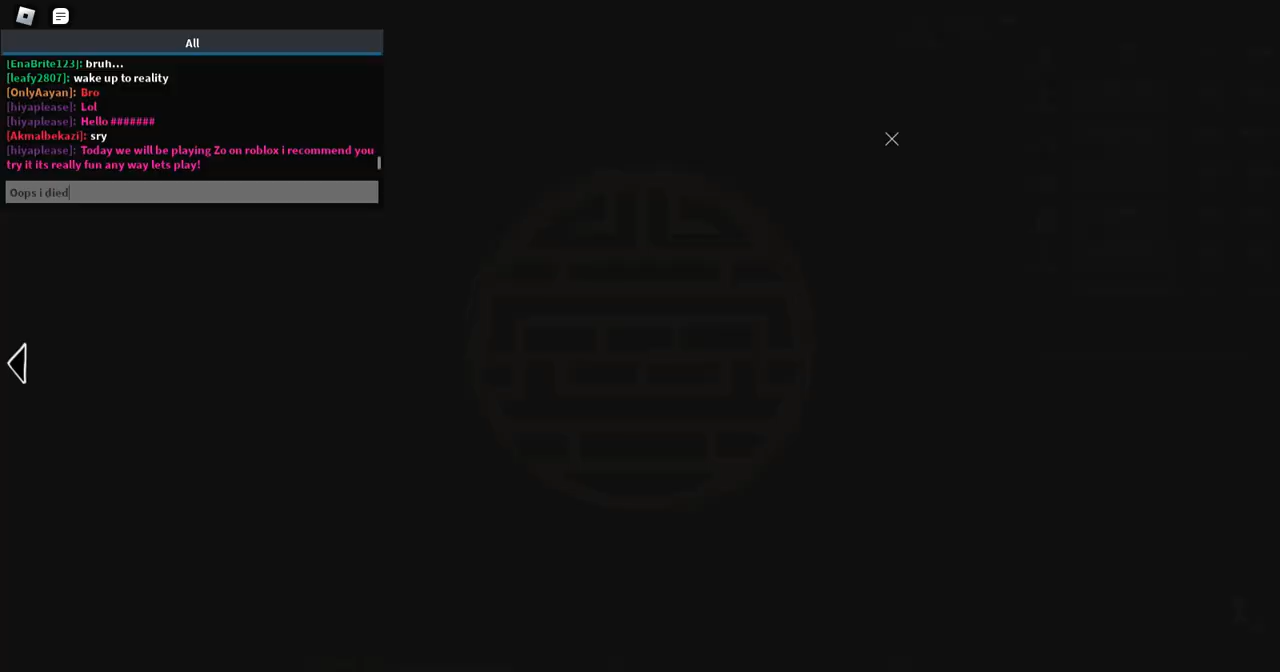 All
[EnaBrite123]: bruh...
[leafy2807]: wake up to reality
[OnlyAayan]: Bro
[hiyaplease]: Lol
[hiyaplease]: Hello #######
[Akmalbekazi]: sry
[hiyaplease]: Today we will be playing Zo on roblox i recommend you
try it its really fun any way lets play!
Oops i died